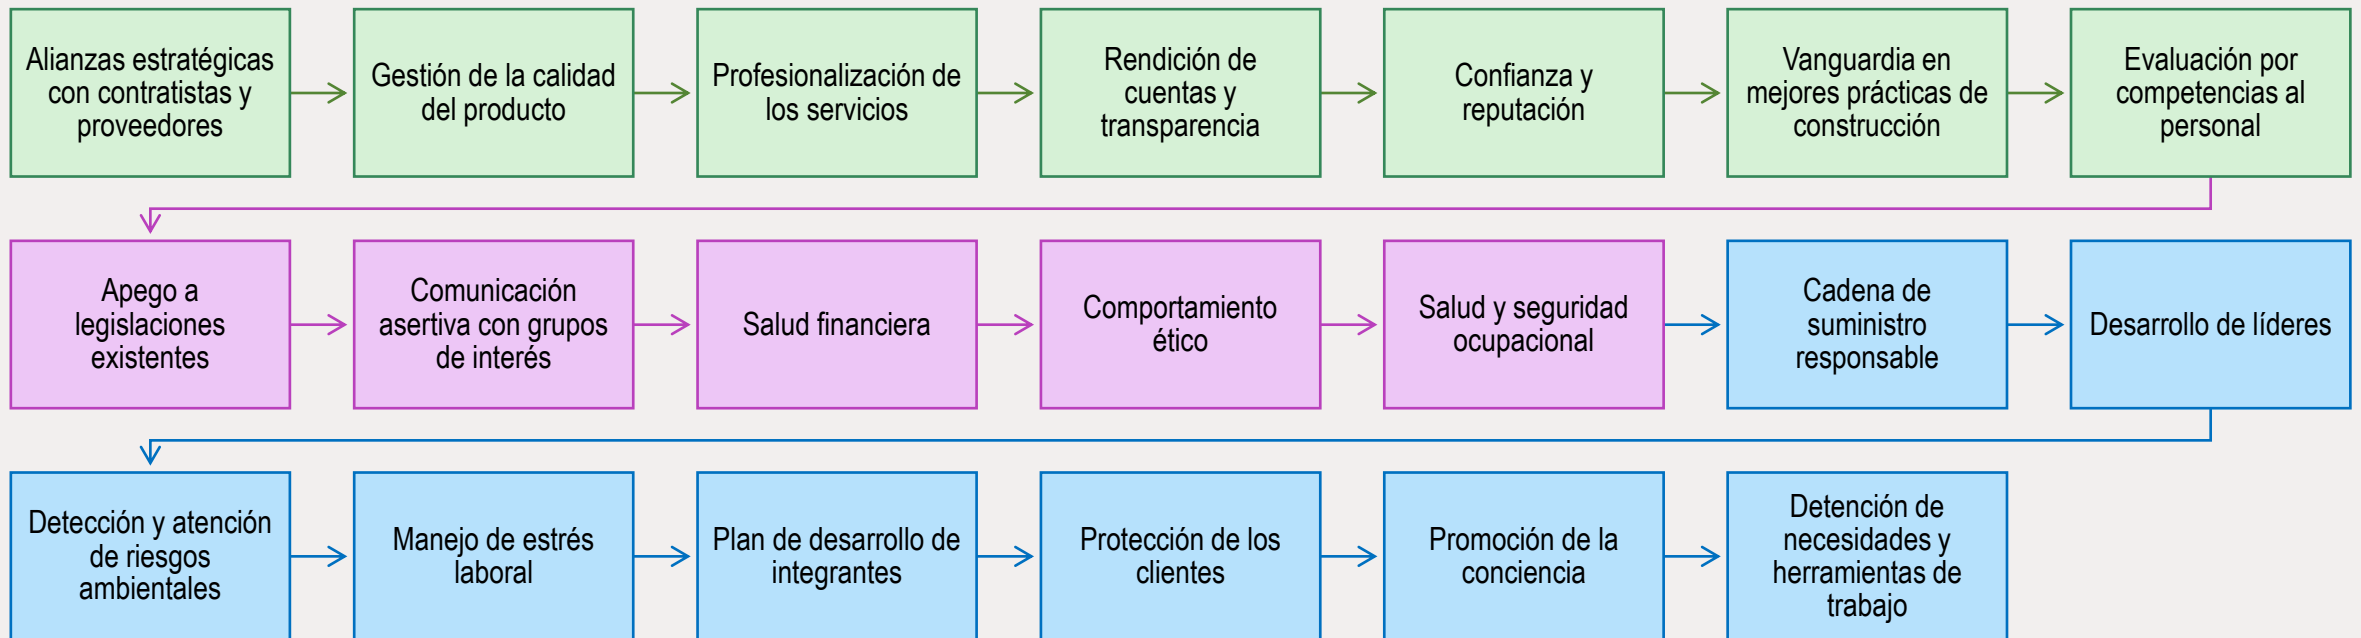 Alianzas estratégicas
con contratistas y
proveedores
Gestión de la calidad
del producto
Profesionalización de
los servicios
Rendición de
cuentas y
transparencia
Confianza y
reputación
Vanguardia en
mejores prácticas de
construcción
Evaluación por
competencias al
personal
Apego a
legislaciones
existentes
Comunicación
asertiva con grupos
de interés
Salud financiera
Comportamiento
ético
Salud y seguridad
ocupacional
Cadena de
suministro
responsable
Desarrollo de líderes
Detección y atención
de riesgos
ambientales
Manejo de estrés
laboral
Plan de desarrollo de
integrantes
Protección de los
clientes
Promoción de la
conciencia
Detención de
necesidades y
herramientas de
trabajo